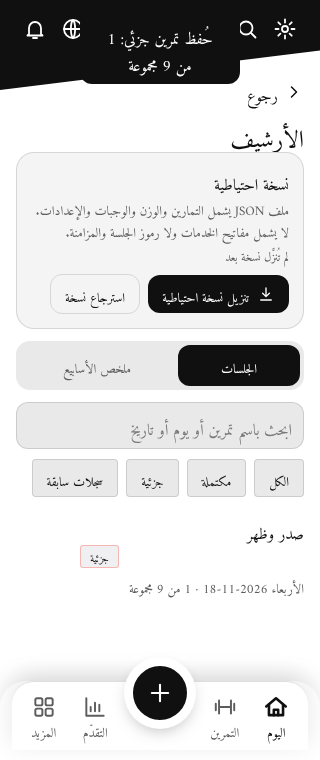 حُفظ تمرين جزئي: 1
من 9 مجموعة
رجوع
الأرشيف
نسخة احتياطية
ملف JSON يشمل التمارين والوزن والوجبات والإعدادات.
لا يشمل مفاتيح الخدمات ولا رموز الجلسة والمزامنة.
لم تُنزَّل نسخة بعد
تنزيل نسخة احتياطية
استرجاع نسخة
الجلسات
ملخص الأسابيع
ابحث باسم تمرين أو يوم أو تاريخ
الكل
مكتملة
جزئية
سجلات سابقة
صدر وظهر
جزئية
الأربعاء 2026-11-18 · 1 من 9 مجموعة
اليوم
التمرين
التقدّم
المزيد